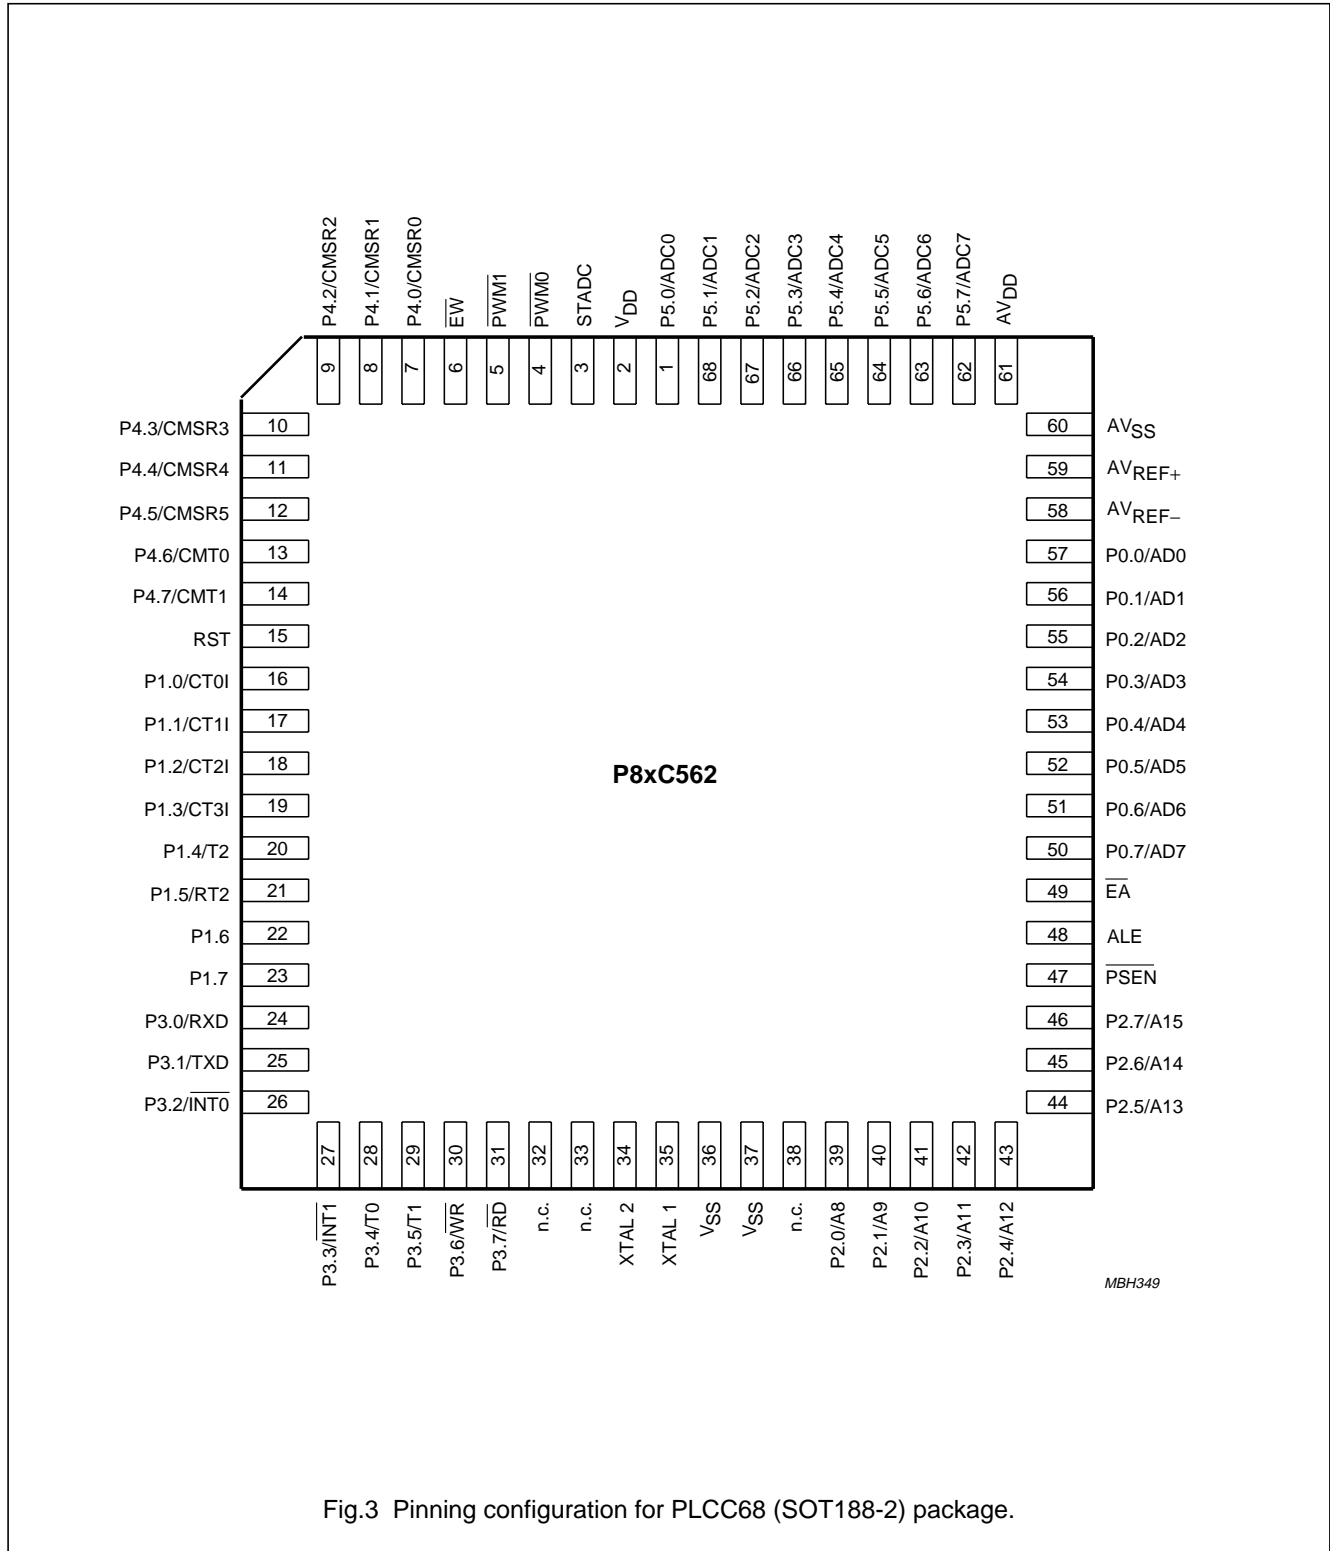 P4.2/CMSR2
P4.1/CMSR1
P4.0/CMSR0
E̅W̅
P̅W̅M̅1̅
P̅W̅M̅0̅
STADC
VDD
P5.0/ADC0
P5.1/ADC1
P5.2/ADC2
P5.3/ADC3
P5.4/ADC4
P5.5/ADC5
P5.6/ADC6
P5.7/ADC7
AVDD
9 8 7 6 5 4 3 2 1 68 67 66 65 64 63 62 61
P4.3/CMSR3 10
P4.4/CMSR4 11
P4.5/CMSR5 12
P4.6/CMT0 13
P4.7/CMT1 14
RST 15
P1.0/CT0I 16
P1.1/CT1I 17
P1.2/CT2I 18
P1.3/CT3I 19
P1.4/T2 20
P1.5/RT2 21
P1.6 22
P1.7 23
P3.0/RXD 24
P3.1/TXD 25
P3.2/I̅N̅T̅0̅ 26
P8xC562
60 AVSS
59 AVREF+
58 AVREF−
57 P0.0/AD0
56 P0.1/AD1
55 P0.2/AD2
54 P0.3/AD3
53 P0.4/AD4
52 P0.5/AD5
51 P0.6/AD6
50 P0.7/AD7
49 E̅A̅
48 ALE
47 P̅S̅E̅N̅
46 P2.7/A15
45 P2.6/A14
44 P2.5/A13
27 28 29 30 31 32 33 34 35 36 37 38 39 40 41 42 43
P3.3/I̅N̅T̅1̅
P3.4/T0
P3.5/T1
P3.6/W̅R̅
P3.7/R̅D̅
n.c.
n.c.
XTAL 2
XTAL 1
VSS
VSS
n.c.
P2.0/A8
P2.1/A9
P2.2/A10
P2.3/A11
P2.4/A12
MBH349
Fig.3 Pinning configuration for PLCC68 (SOT188-2) package.